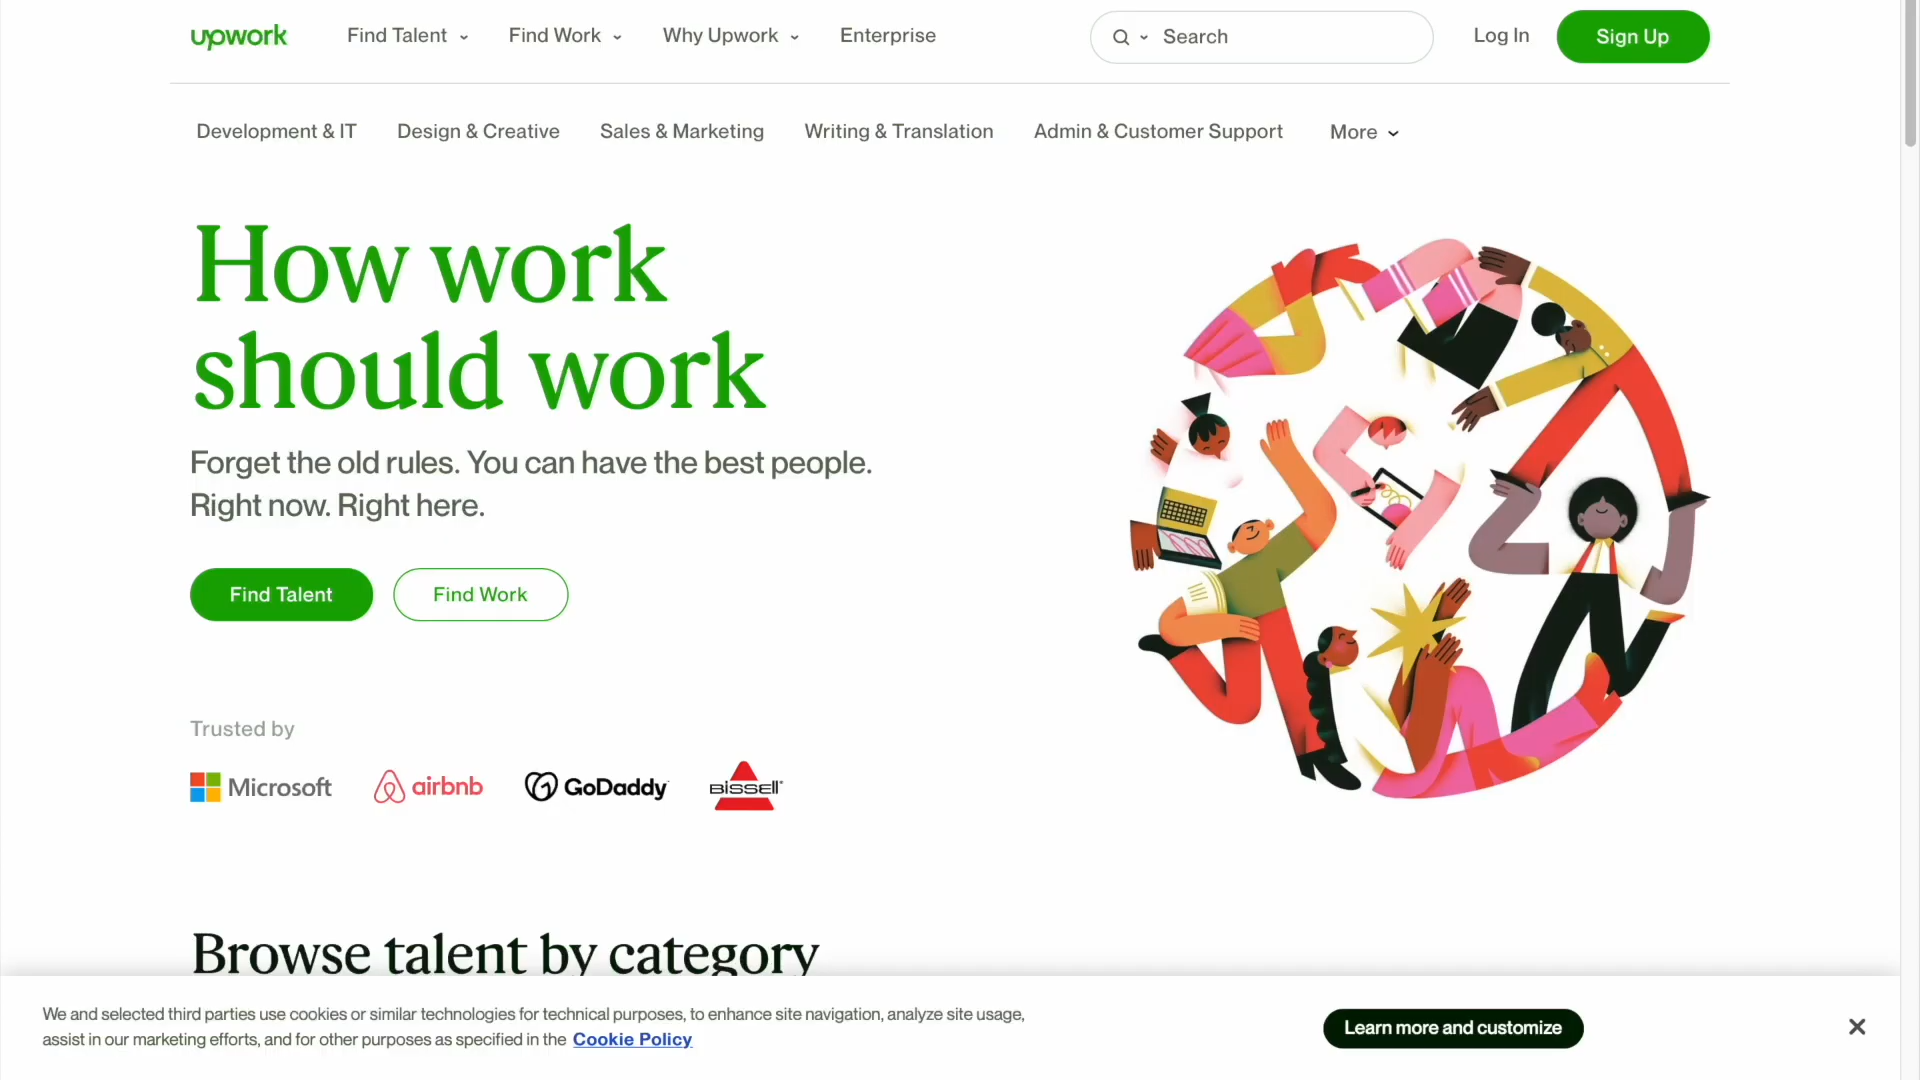 upwork Find Talent Find Work Why Upwork Enterprise Search Log In Sign Up
Development & IT Design & Creative Sales & Marketing Writing & Translation Admin & Customer Support More
How work
should work
Forget the old rules. You can have the best people.
Right now. Right here.
Find Talent Find Work
Trusted by
Microsoft airbnb GoDaddy BISSELL
Browse talent by category
We and selected third parties use cookies or similar technologies for technical purposes, to enhance site navigation, analyze site usage,
assist in our marketing efforts, and for other purposes as specified in the Cookie Policy
Learn more and customize